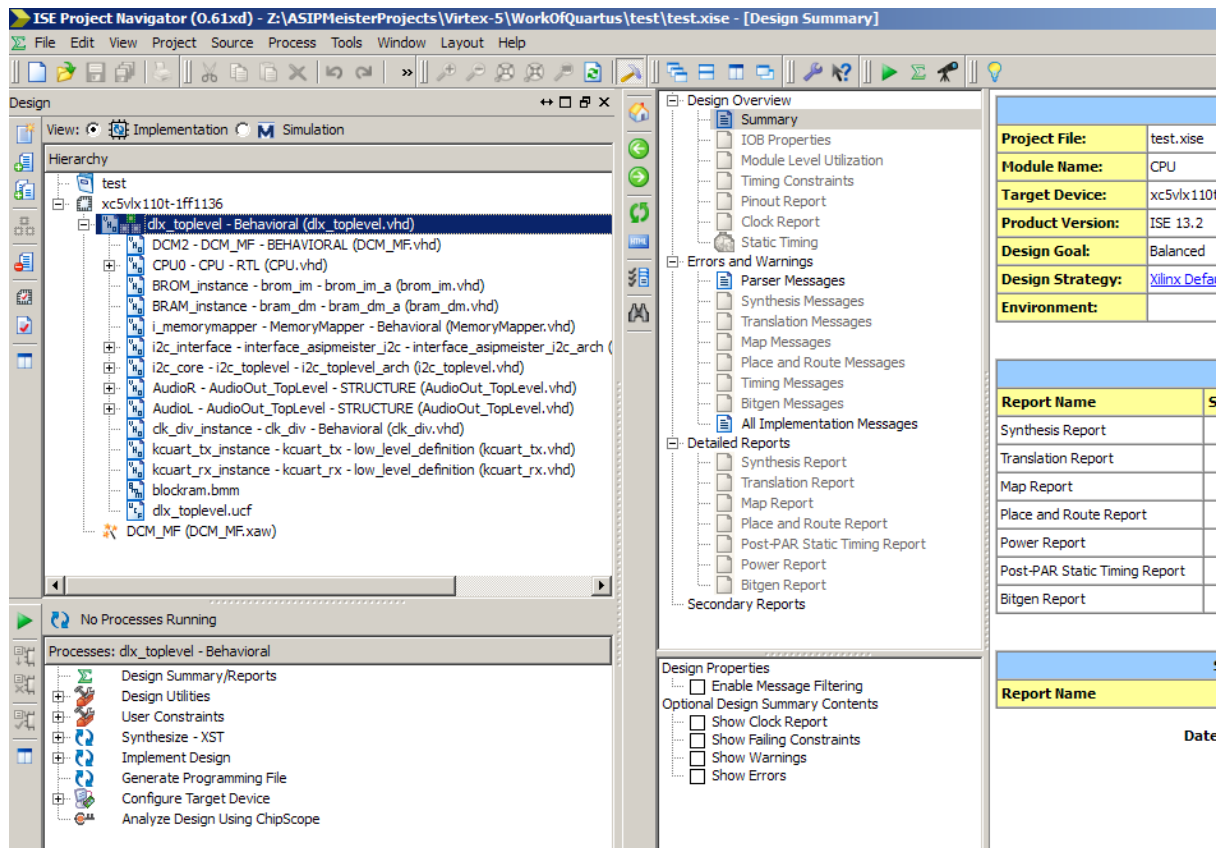 ISE Project Navigator (O.61xd) - Z:\ASIPMeisterProjects\Virtex-5\WorkOfQuartus\test\test.xise - [Design Summary]
File Edit View Project Source Process Tools Window Layout Help
Design
View: Implementation Simulation
Hierarchy
test
xc5vlx110t-1ff1136
dlx_toplevel - Behavioral (dlx_toplevel.vhd)
DCM2 - DCM_MF - BEHAVIORAL (DCM_MF.vhd)
CPU0 - CPU - RTL (CPU.vhd)
BROM_instance - brom_im - brom_im_a (brom_im.vhd)
BRAM_instance - bram_dm - bram_dm_a (bram_dm.vhd)
i_memorymapper - MemoryMapper - Behavioral (MemoryMapper.vhd)
i2c_interface - interface_asipmeister_i2c - interface_asipmeister_i2c_arch (
i2c_core - i2c_toplevel - i2c_toplevel_arch (i2c_toplevel.vhd)
AudioR - AudioOut_TopLevel - STRUCTURE (AudioOut_TopLevel.vhd)
AudioL - AudioOut_TopLevel - STRUCTURE (AudioOut_TopLevel.vhd)
clk_div_instance - clk_div - Behavioral (clk_div.vhd)
kcuart_tx_instance - kcuart_tx - low_level_definition (kcuart_tx.vhd)
kcuart_rx_instance - kcuart_rx - low_level_definition (kcuart_rx.vhd)
blockram.bmm
dlx_toplevel.ucf
DCM_MF (DCM_MF.xaw)
No Processes Running
Processes: dlx_toplevel - Behavioral
Design Summary/Reports
Design Utilities
User Constraints
Synthesize - XST
Implement Design
Generate Programming File
Configure Target Device
Analyze Design Using ChipScope
Design Overview
Summary
IOB Properties
Module Level Utilization
Timing Constraints
Pinout Report
Clock Report
Static Timing
Errors and Warnings
Parser Messages
Synthesis Messages
Translation Messages
Map Messages
Place and Route Messages
Timing Messages
Bitgen Messages
All Implementation Messages
Detailed Reports
Synthesis Report
Translation Report
Map Report
Place and Route Report
Post-PAR Static Timing Report
Power Report
Bitgen Report
Secondary Reports
Design Properties
Enable Message Filtering
Optional Design Summary Contents
Show Clock Report
Show Failing Constraints
Show Warnings
Show Errors
Project File: test.xise
Module Name: CPU
Target Device: xc5vlx110t
Product Version: ISE 13.2
Design Goal: Balanced
Design Strategy: Xilinx Defau
Environment:
Report Name S
Synthesis Report
Translation Report
Map Report
Place and Route Report
Power Report
Post-PAR Static Timing Report
Bitgen Report
Report Name
Date